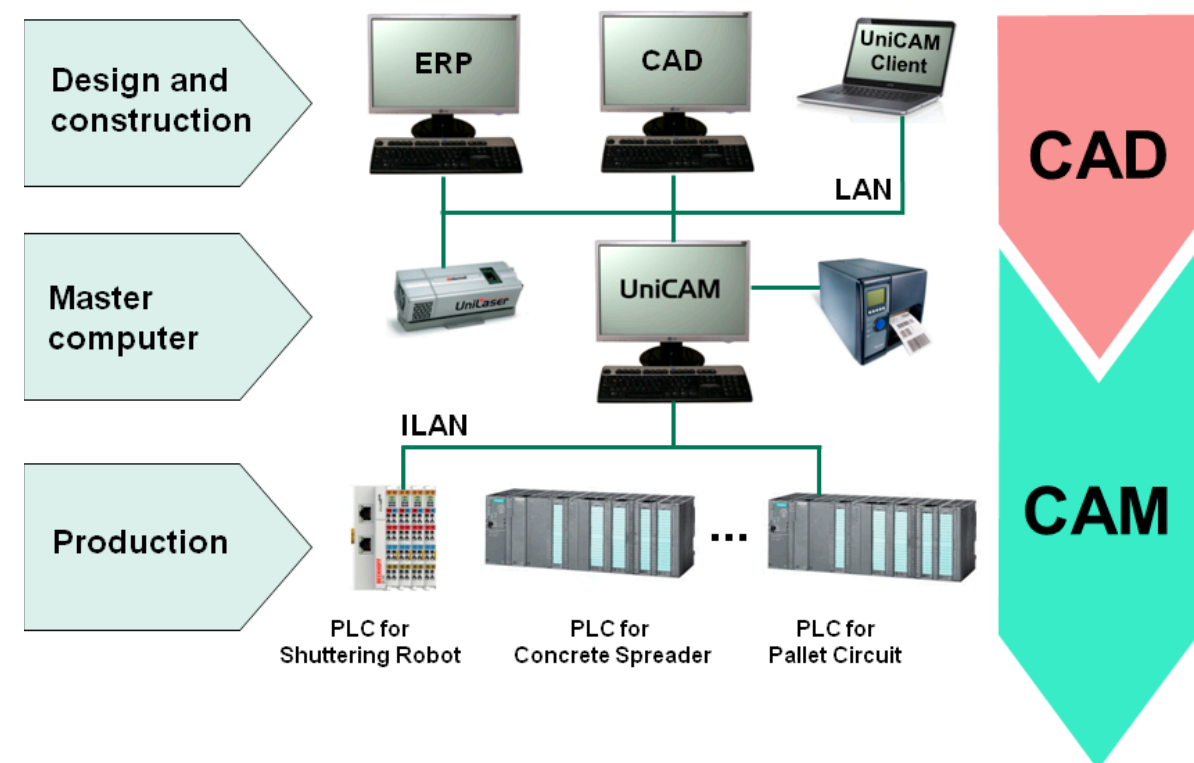 Design and
construction
ERP
CAD
UniCAM
Client
LAN
CAD
Master
computer
UniLaser
UniCAM
ILAN
Production
...
CAM
PLC for
Shuttering Robot
PLC for
Concrete Spreader
PLC for
Pallet Circuit